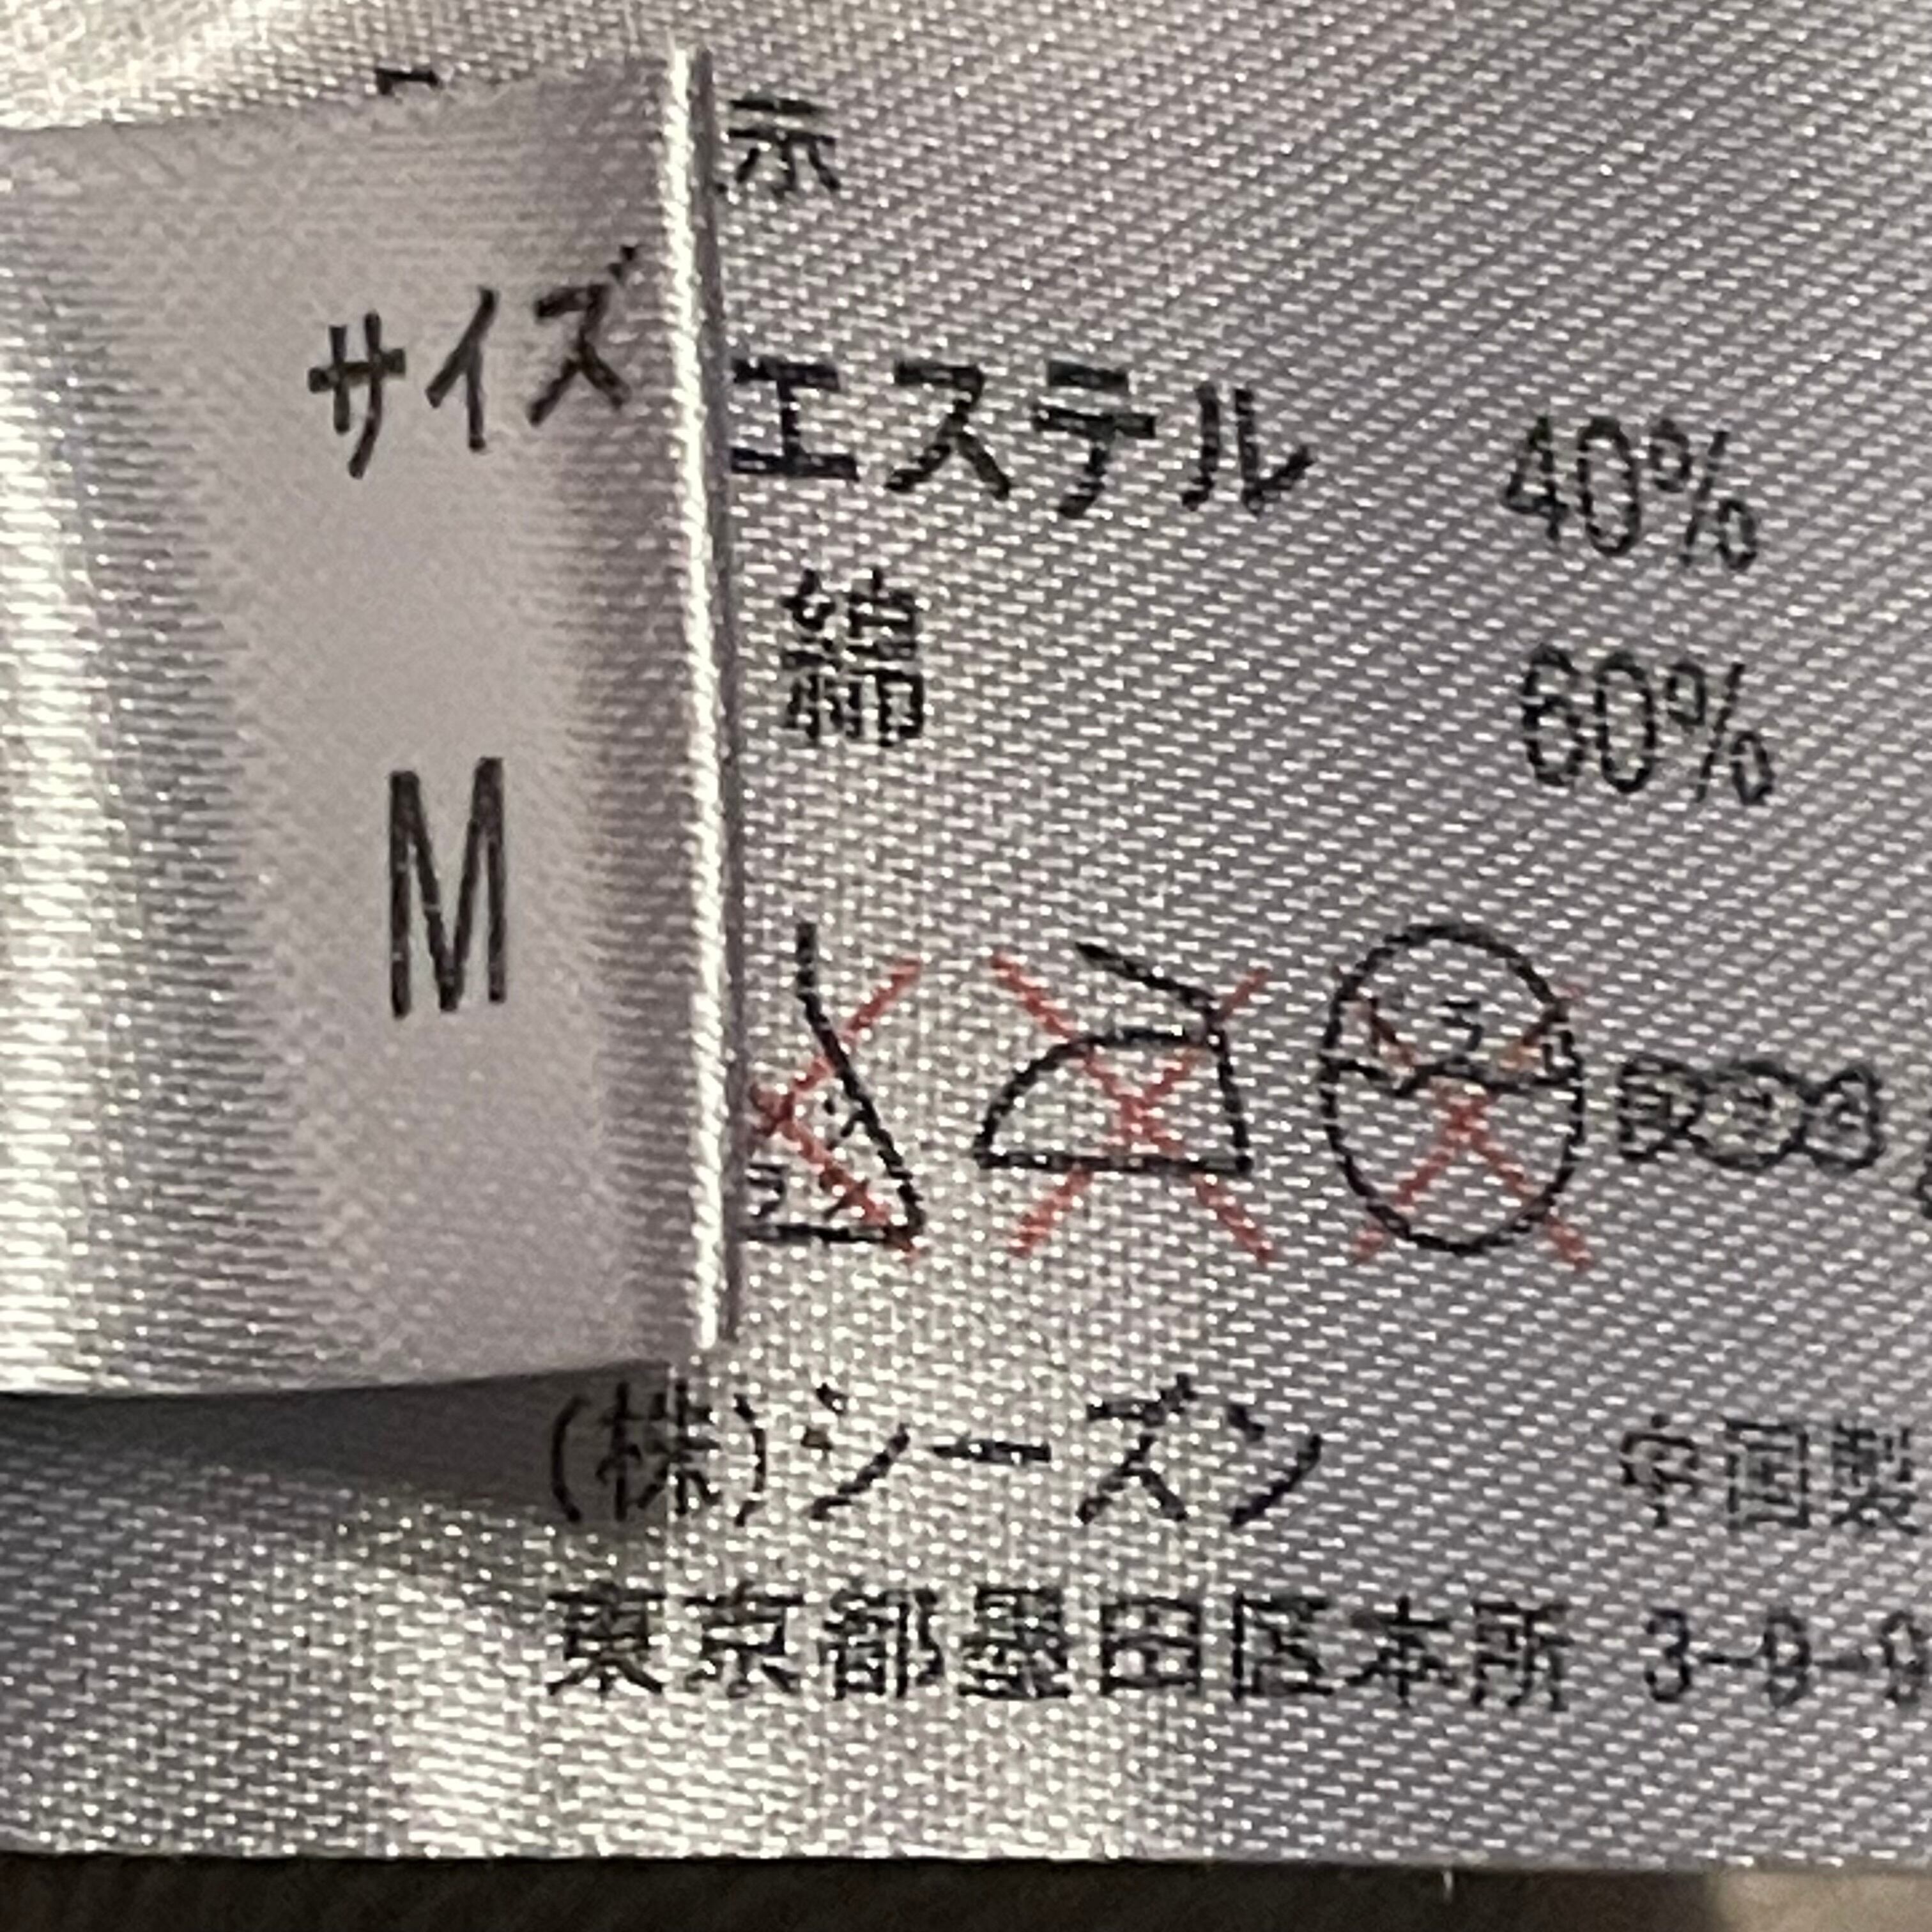 サイズ
M
示
エステル 40%
綿 60%
(株)シーズン 中国製
東京都墨田区本所 3-9-9